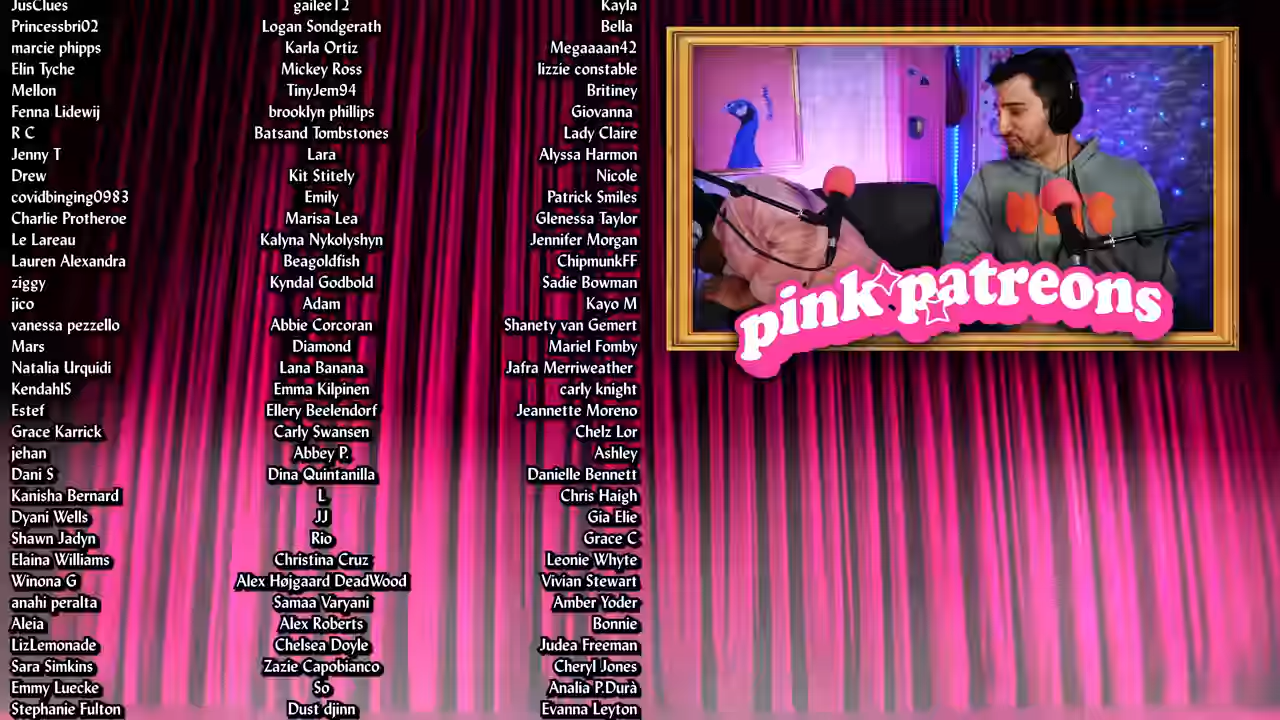 JusClues
Princessbri02
marcie phipps
Elin Tyche
Mellon
Fenna Lidewij
R C
Jenny T
Drew
covidbinging0983
Charlie Protheroe
Le Lareau
Lauren Alexandra
ziggy
jico
vanessa pezzello
Mars
Natalia Urquidi
KendahlS
Estef
Grace Karrick
jehan
Dani S
Kanisha Bernard
Dyani Wells
Shawn Jadyn
Elaina Williams
Winona G
anahi peralta
Aleia
LizLemonade
Sara Simkins
Emmy Luecke
Stephanie Fulton
gailee12
Logan Sondgerath
Karla Ortiz
Mickey Ross
TinyJem94
brooklyn phillips
Batsand Tombstones
Lara
Kit Stitely
Emily
Marisa Lea
Kalyna Nykolyshyn
Beagoldfish
Kyndal Godbold
Adam
Abbie Corcoran
Diamond
Lana Banana
Emma Kilpinen
Ellery Beelendorf
Carly Swansen
Abbey P.
Dina Quintanilla
L
JJ
Rio
Christina Cruz
Alex Højgaard DeadWood
Samaa Varyani
Alex Roberts
Chelsea Doyle
Zazie Capobianco
So
Dust djinn
Kayla
Bella
Megaaaan42
lizzie constable
Britiney
Giovanna
Lady Claire
Alyssa Harmon
Nicole
Patrick Smiles
Glenessa Taylor
Jennifer Morgan
ChipmunkFF
Sadie Bowman
Kayo M
Shanety van Gemert
Mariel Fomby
Jafra Merriweather
carly knight
Jeannette Moreno
Chelz Lor
Ashley
Danielle Bennett
Chris Haigh
Gia Elie
Grace C
Leonie Whyte
Vivian Stewart
Amber Yoder
Bonnie
Judea Freeman
Cheryl Jones
Analia P.Durà
Evanna Leyton
pink patreons